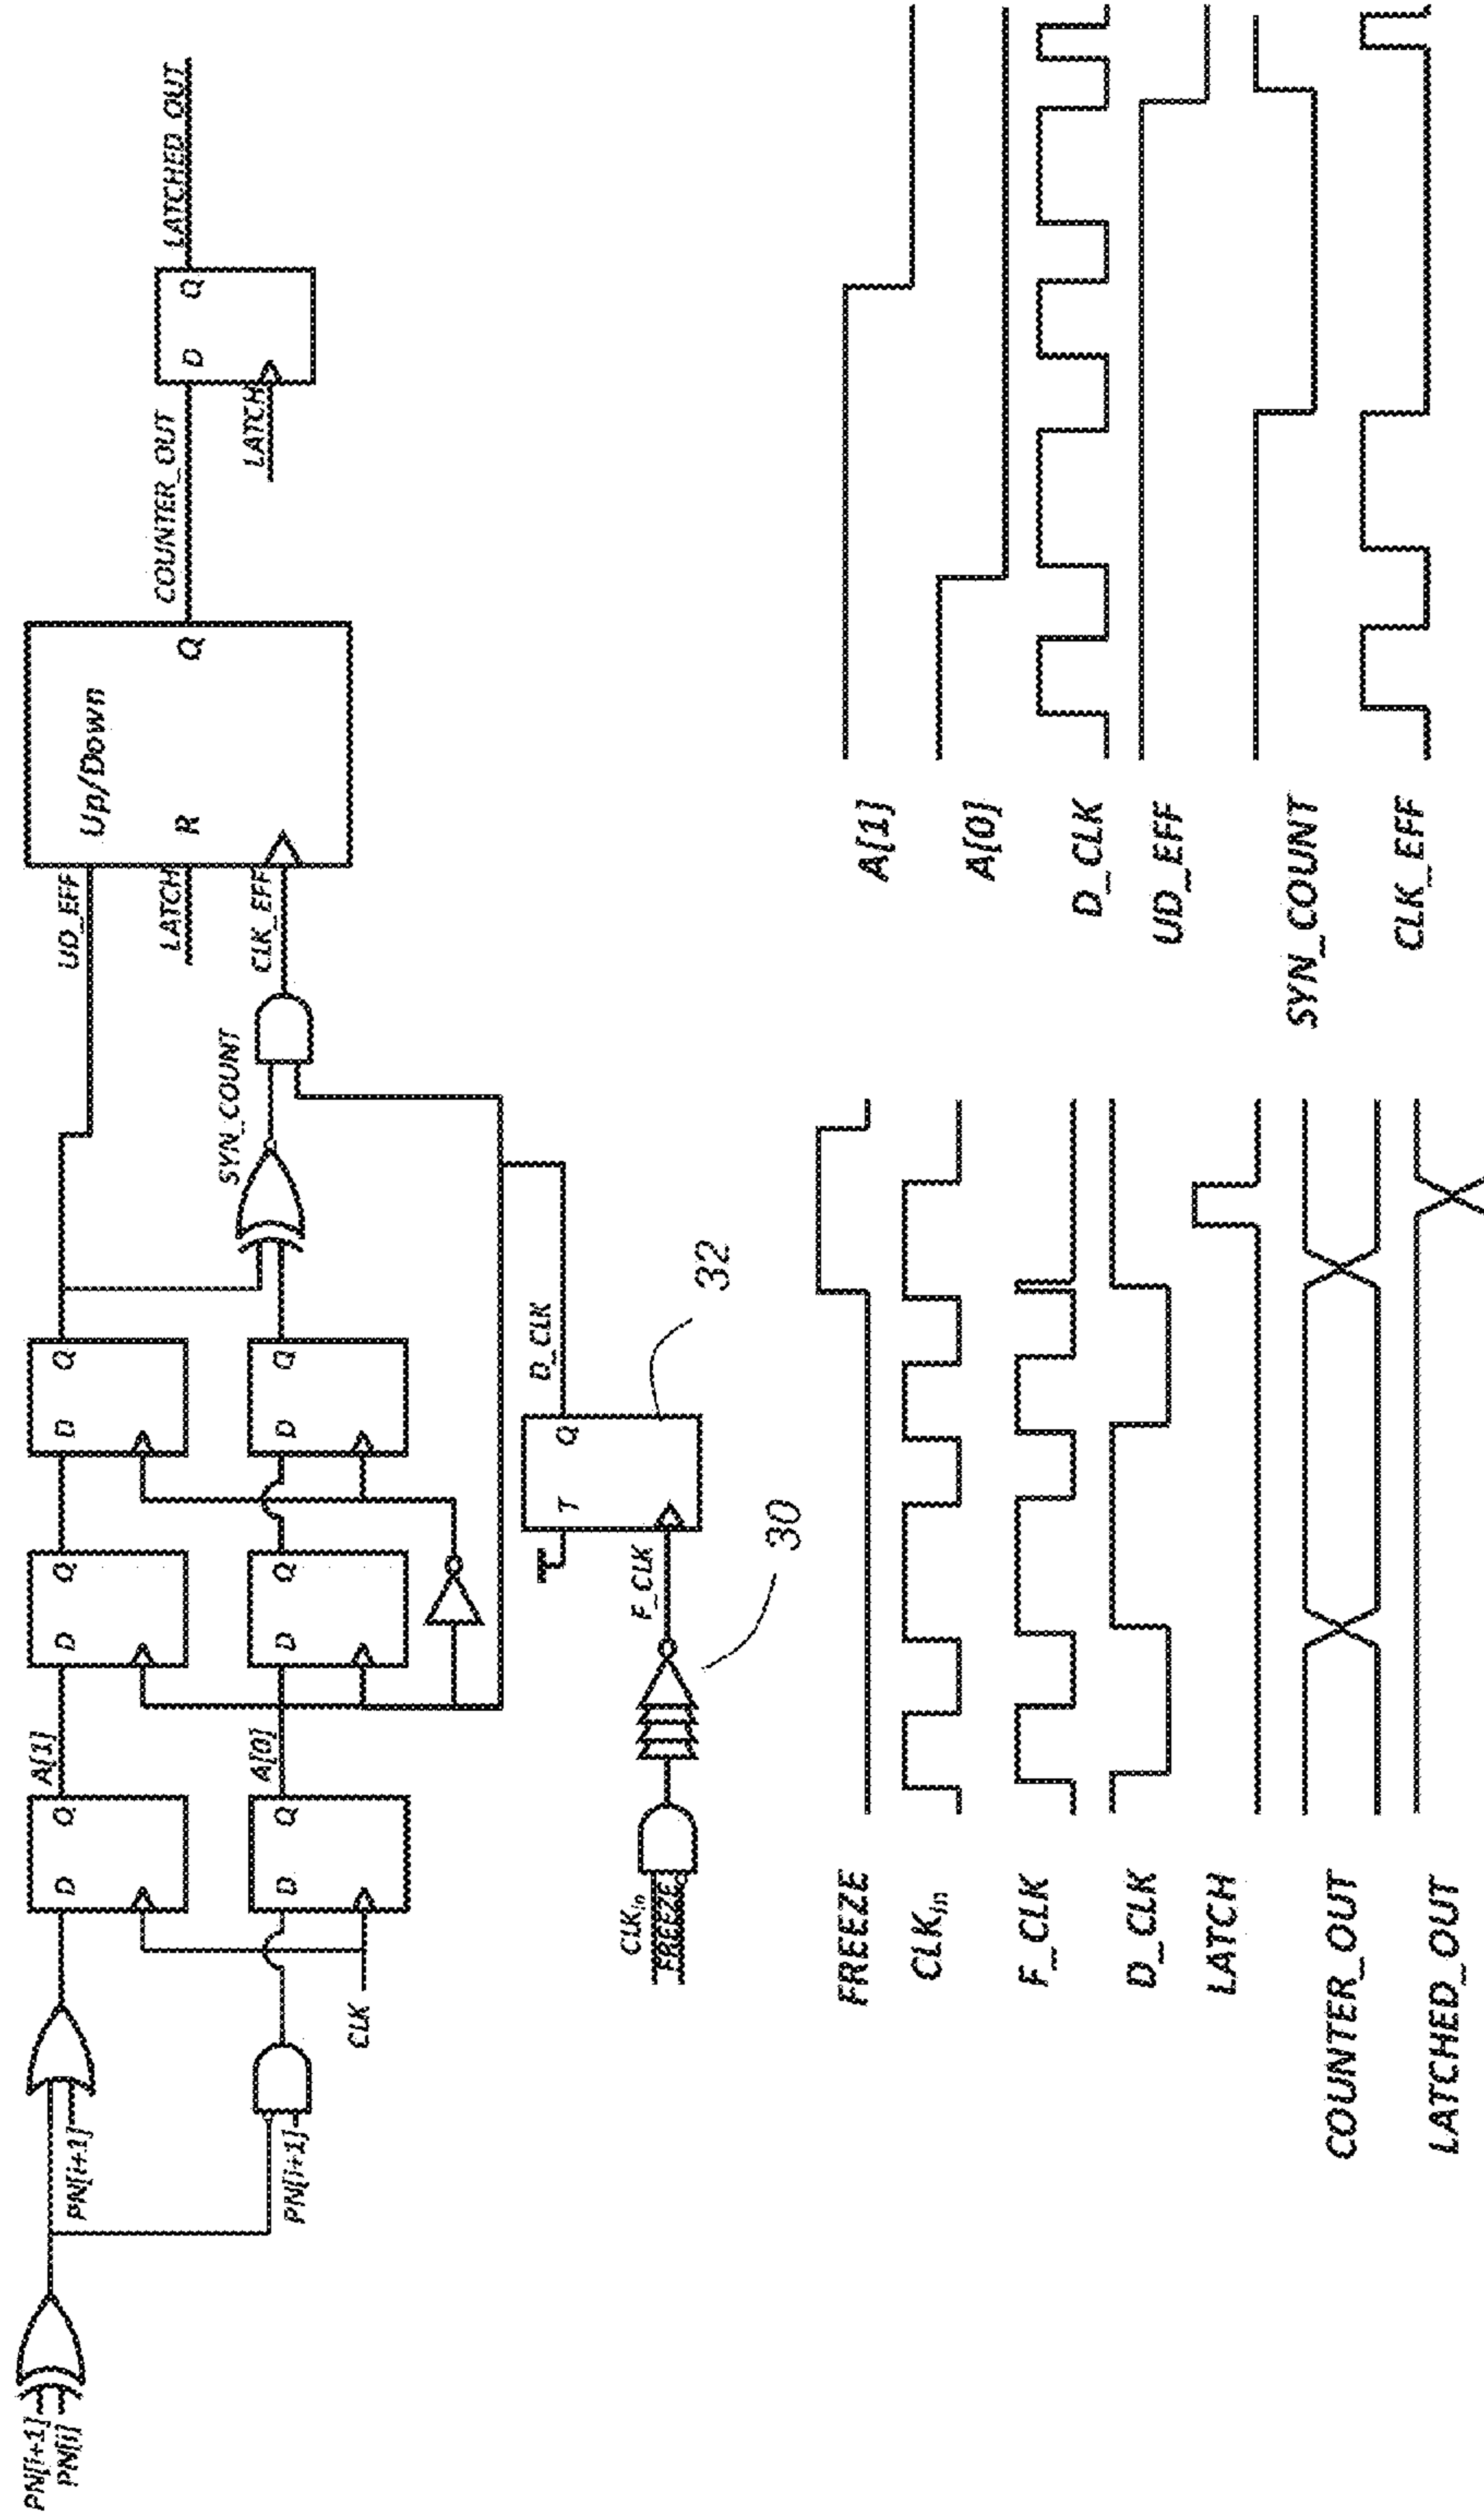 PN[i+1]
PN[i]
PN[i+1]
PN[i+1]
CLK
D
Q
D
Q
A[1]
A[0]
D
Q
D
Q
D
Q
D
Q
SYN_COUNT
UD_EFF
LATCH
CLK_EFF
Up/Down
R
Q
COUNTER_OUT
LATCH
D
Q
LATCHED_OUT
CLKin
FREEZE
F_CLK
30
T
Q
D_CLK
32
FREEZE
CLKin
F_CLK
D_CLK
LATCH
COUNTER_OUT
LATCHED_OUT
A[1]
A[0]
D_CLK
UD_EFF
SYN_COUNT
CLK_EFF